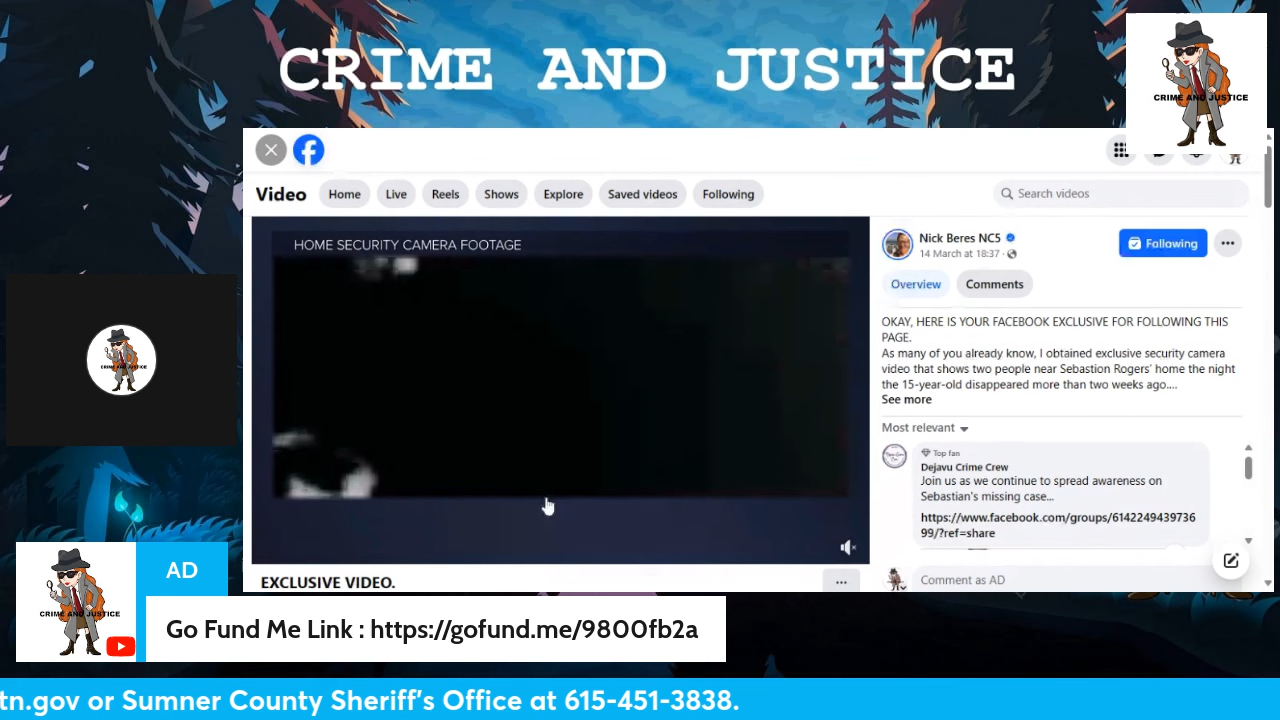 CRIME AND JUSTICE
CRIME AND JUSTICE
Video
Home
Live
Reels
Shows
Explore
Saved videos
Following
Search videos
HOME SECURITY CAMERA FOOTAGE
Nick Beres NC5
14 March at 18:37
Following
Overview
Comments
OKAY, HERE IS YOUR FACEBOOK EXCLUSIVE FOR FOLLOWING THIS
PAGE.
As many of you already know, I obtained exclusive security camera
video that shows two people near Sebastion Rogers' home the night
the 15-year-old disappeared more than two weeks ago....
See more
Most relevant
Top fan
Dejavu Crime Crew
Join us as we continue to spread awareness on
Sebastian's missing case...
https://www.facebook.com/groups/6142249439736
99/?ref=share
Comment as AD
EXCLUSIVE VIDEO.
CRIME AND JUSTICE
CRIME AND JUSTICE
AD
Go Fund Me Link : https://gofund.me/9800fb2a
tn.gov or Sumner County Sheriff's Office at 615-451-3838.